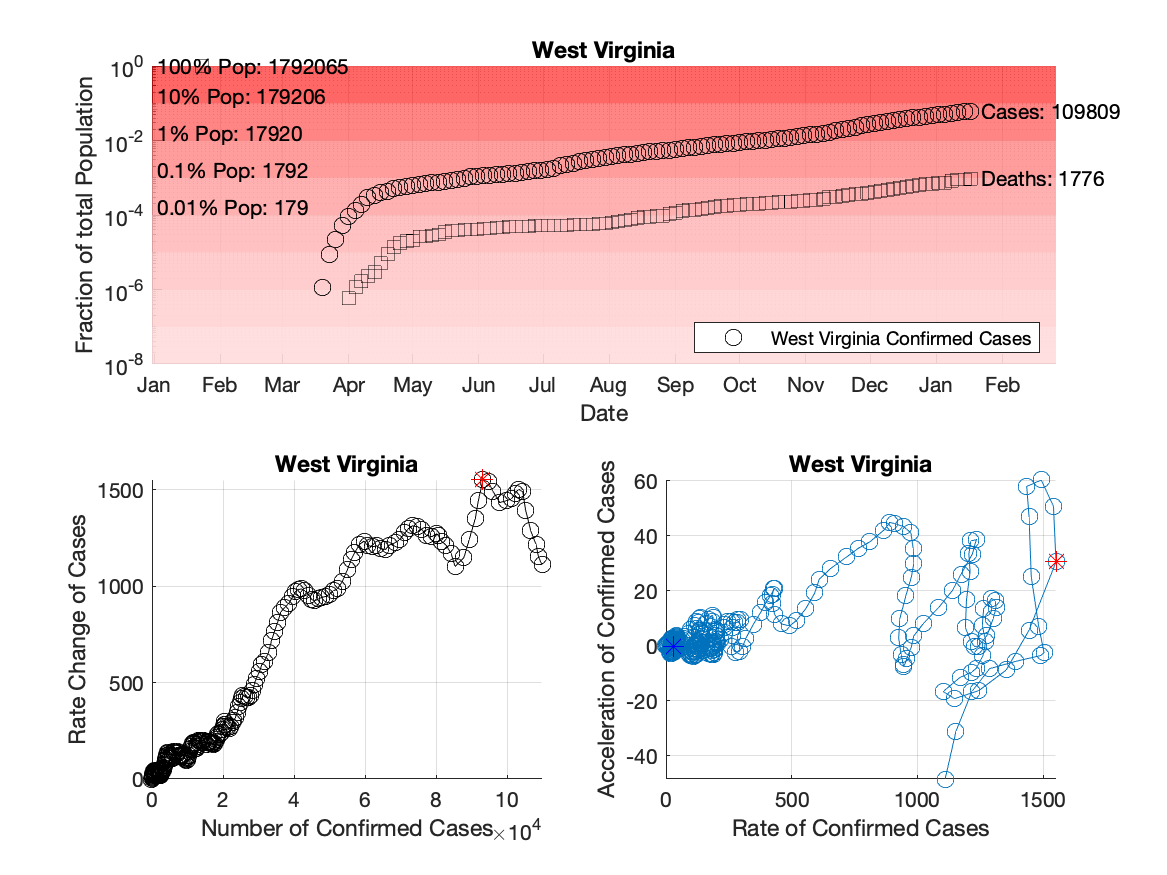 West Virginia
Fraction of total Population
10^0
10^-2
10^-4
10^-6
10^-8
100% Pop: 1792065
10% Pop: 179206
1% Pop: 17920
0.1% Pop: 1792
0.01% Pop: 179
Cases: 109809
Deaths: 1776
West Virginia Confirmed Cases
Jan Feb Mar Apr May Jun Jul Aug Sep Oct Nov Dec Jan Feb
Date
West Virginia
Rate Change of Cases
1500
1000
500
0
0 2 4 6 8 10
Number of Confirmed Cases ×10^4
West Virginia
Acceleration of Confirmed Cases
60
40
20
0
-20
-40
0 500 1000 1500
Rate of Confirmed Cases